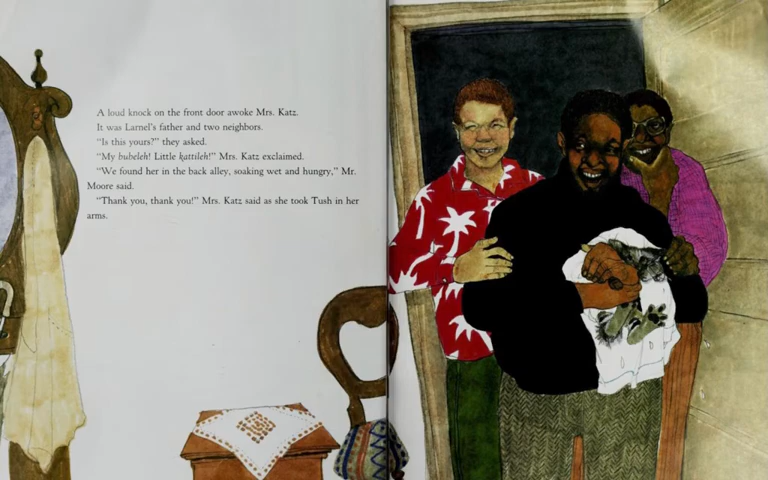 A loud knock on the front door awoke Mrs. Katz.
It was Larnel's father and two neighbors.
"Is this yours?" they asked.
"My bubeleh! Little kattileh!" Mrs. Katz exclaimed.
"We found her in the back alley, soaking wet and hungry," Mr.
Moore said.
"Thank you, thank you!" Mrs. Katz said as she took Tush in her
arms.